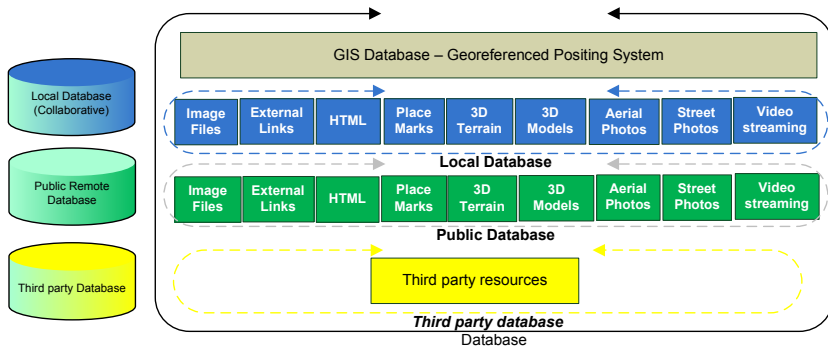 GIS Database – Georeferenced Positing System
Local Database
(Collaborative)
Image
Files
External
Links
HTML
Place
Marks
3D
Terrain
3D
Models
Aerial
Photos
Street
Photos
Video
streaming
Local Database
Public Remote
Database
Image
Files
External
Links
HTML
Place
Marks
3D
Terrain
3D
Models
Aerial
Photos
Street
Photos
Video
streaming
Public Database
Third party Database
Third party resources
Third party database
Database